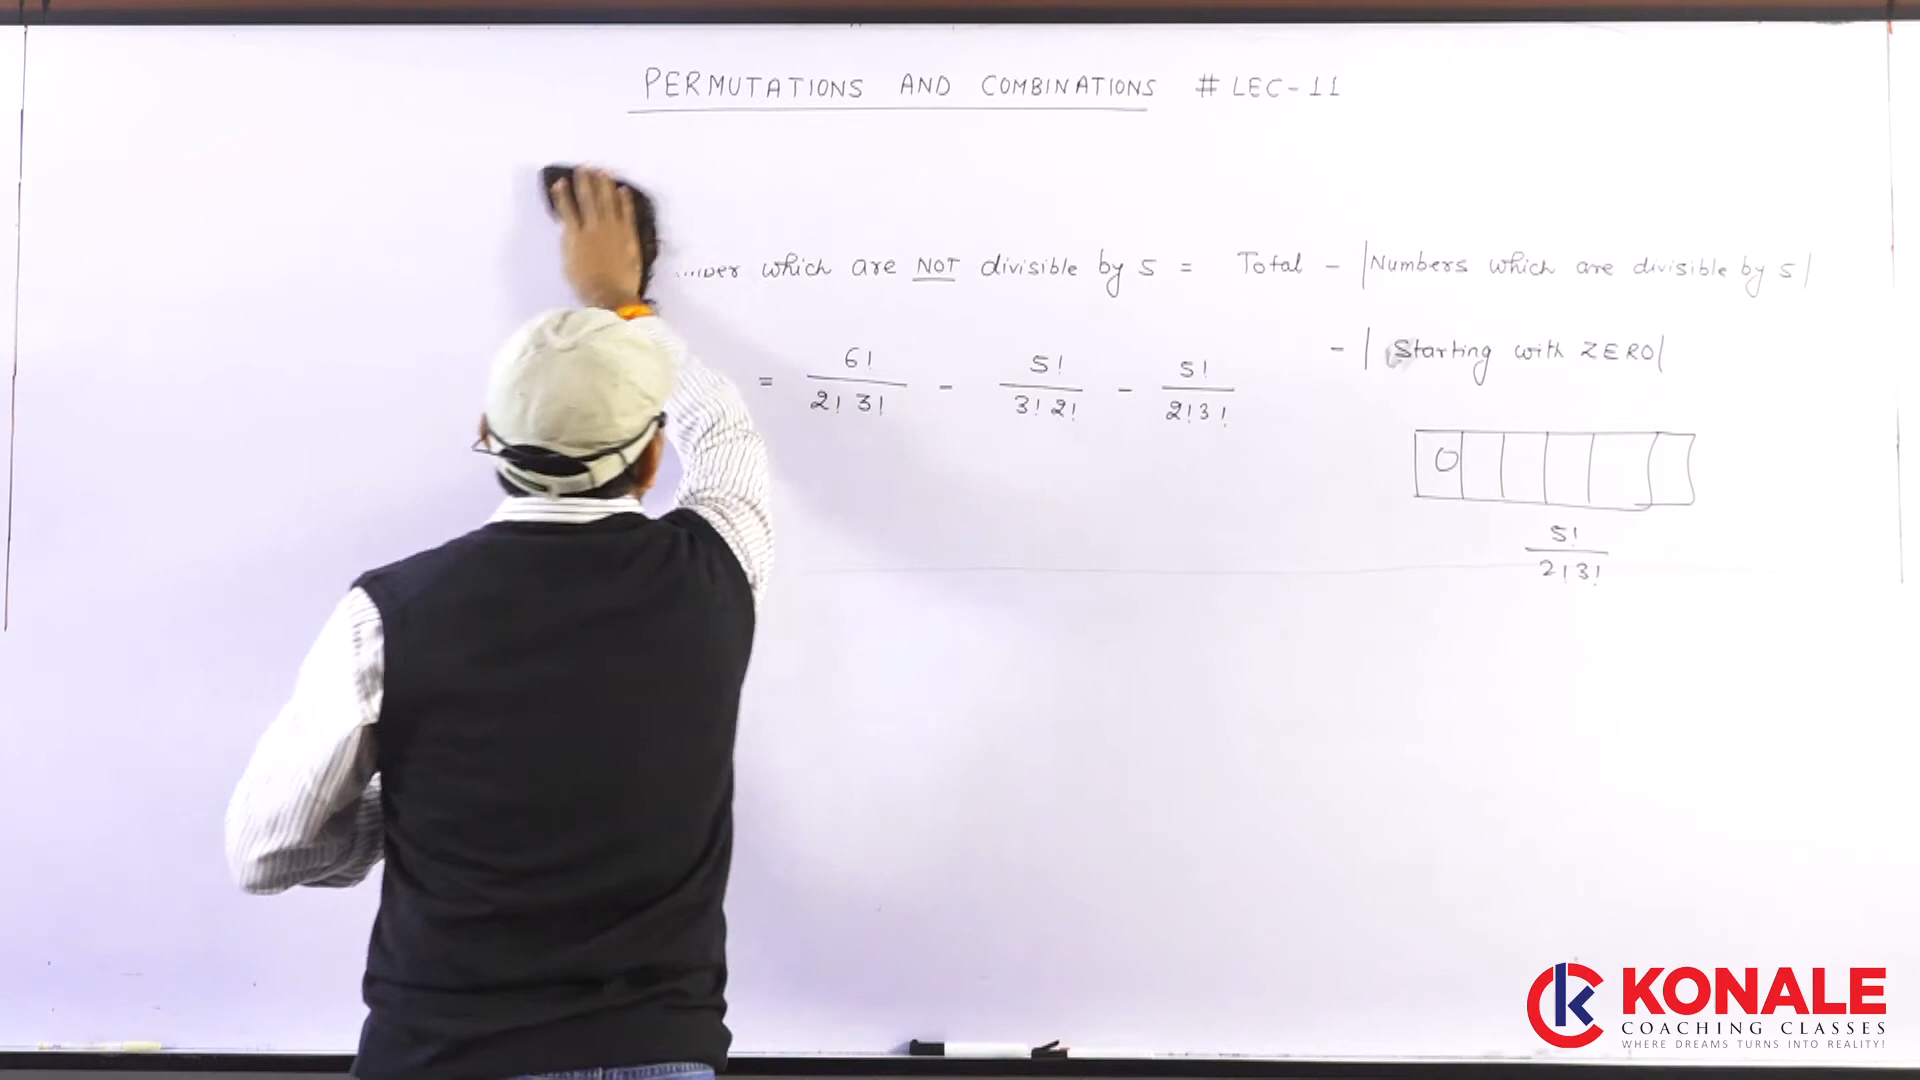 PERMUTATIONS AND COMBINATIONS # LEC-11
which are NOT divisible by 5 = Total - |Numbers which are divisible by 5|
- | Starting with ZERO|
= 6!/2! 3! - 5!/3! 2! - 5!/2! 3!
0
5!/2! 3!
KONALE
COACHING CLASSES
WHERE DREAMS TURNS INTO REALITY!